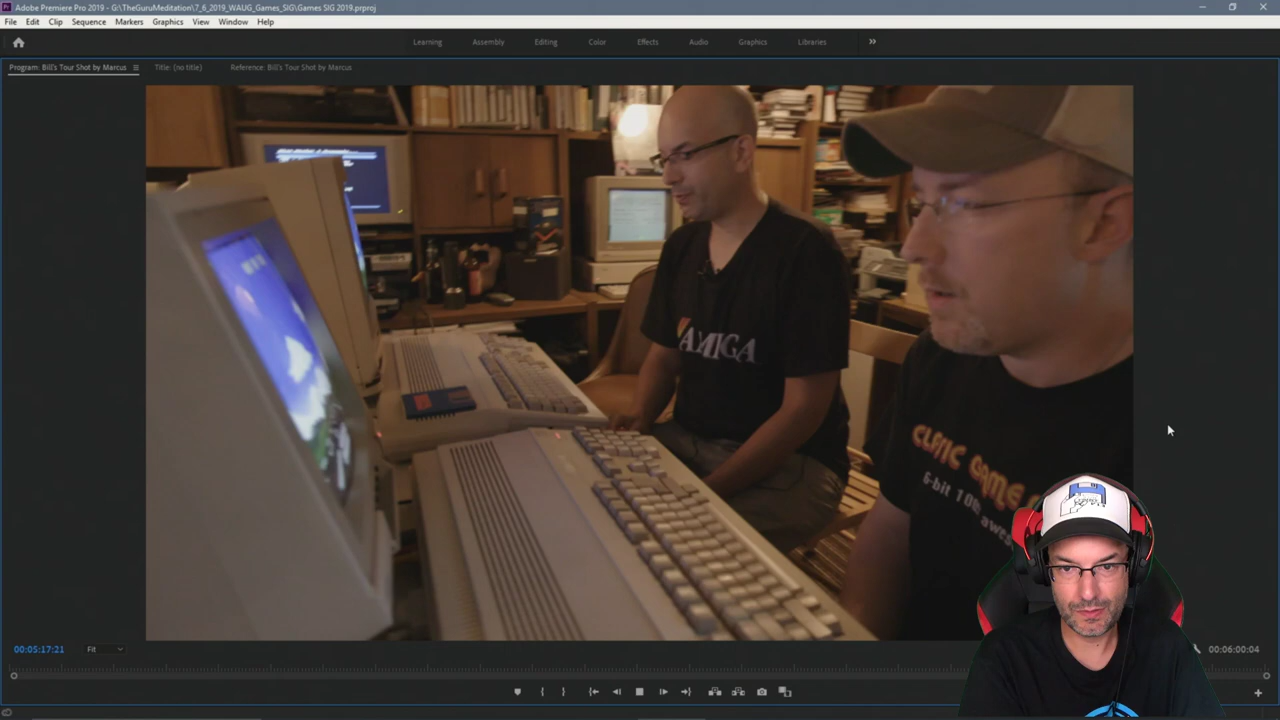 Adobe Premiere Pro 2019 - G:\TheGuruMeditation\7_6_2019_WAUG_Games_SIG\Games SIG 2019.prproj
File Edit Clip Sequence Markers Graphics View Window Help
Learning Assembly Editing Color Effects Audio Graphics Libraries
Program: Bill's Tour Shot by Marcus Title: (no title) Reference: Bill's Tour Shot by Marcus
AMIGA
GAME
00:05:17:21 Fit 00:06:00:04